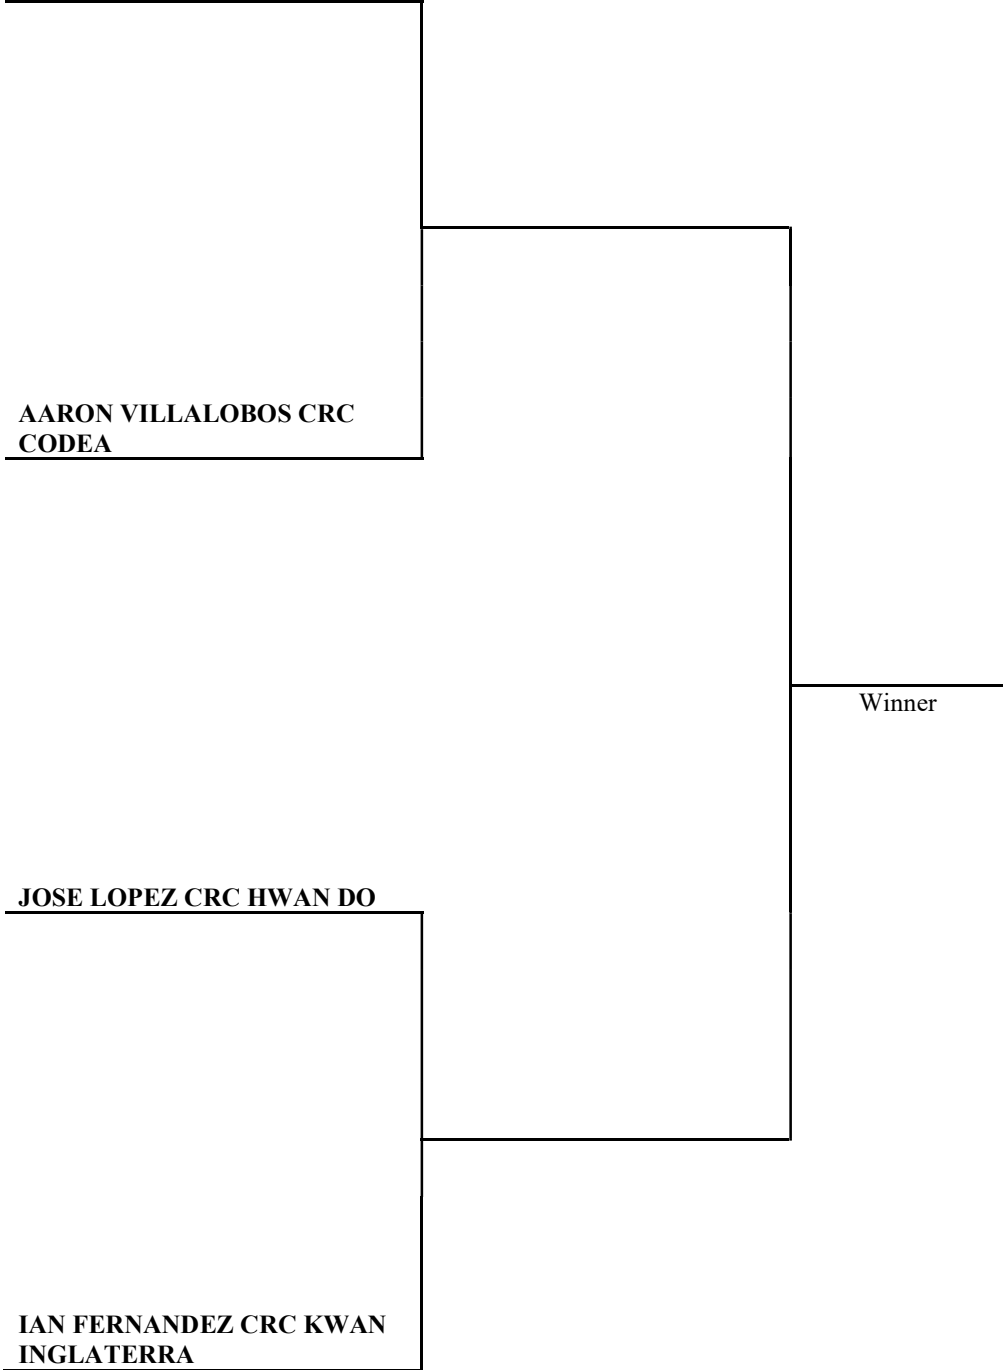 AARON VILLALOBOS CRC
CODEA
Winner
JOSE LOPEZ CRC HWAN DO
IAN FERNANDEZ CRC KWAN
INGLATERRA